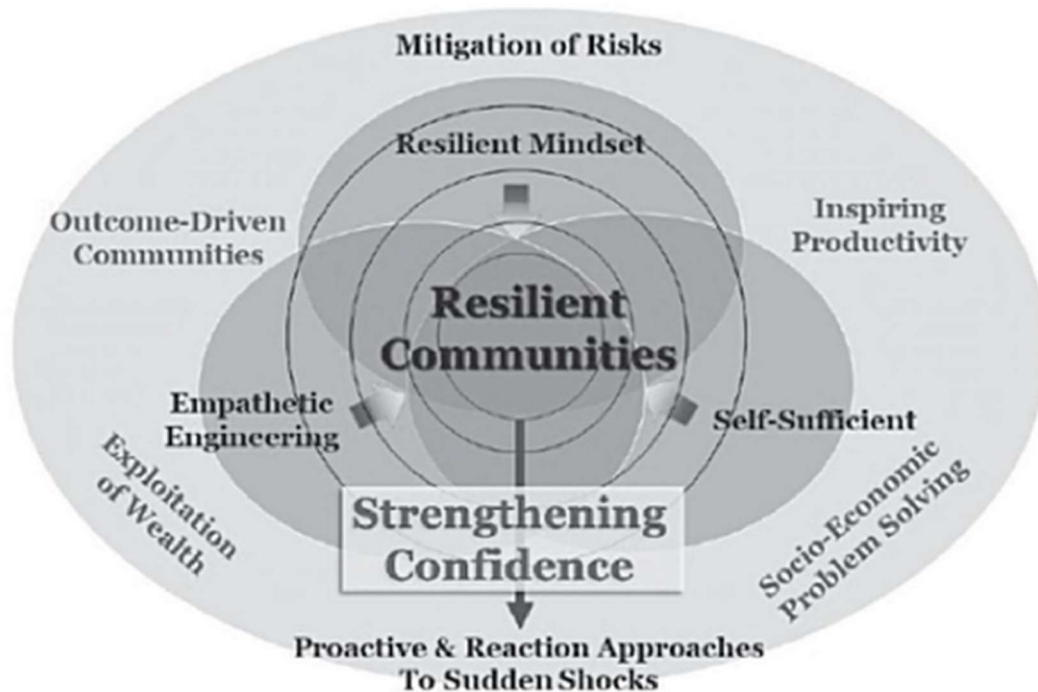 Mitigation of Risks
Resilient Mindset
Outcome-Driven
Communities
Inspiring
Productivity
Resilient
Communities
Empathetic
Engineering
Self-Sufficient
Exploitation
of Wealth
Strengthening
Confidence
Socio-Economic
Problem Solving
Proactive & Reaction Approaches
To Sudden Shocks